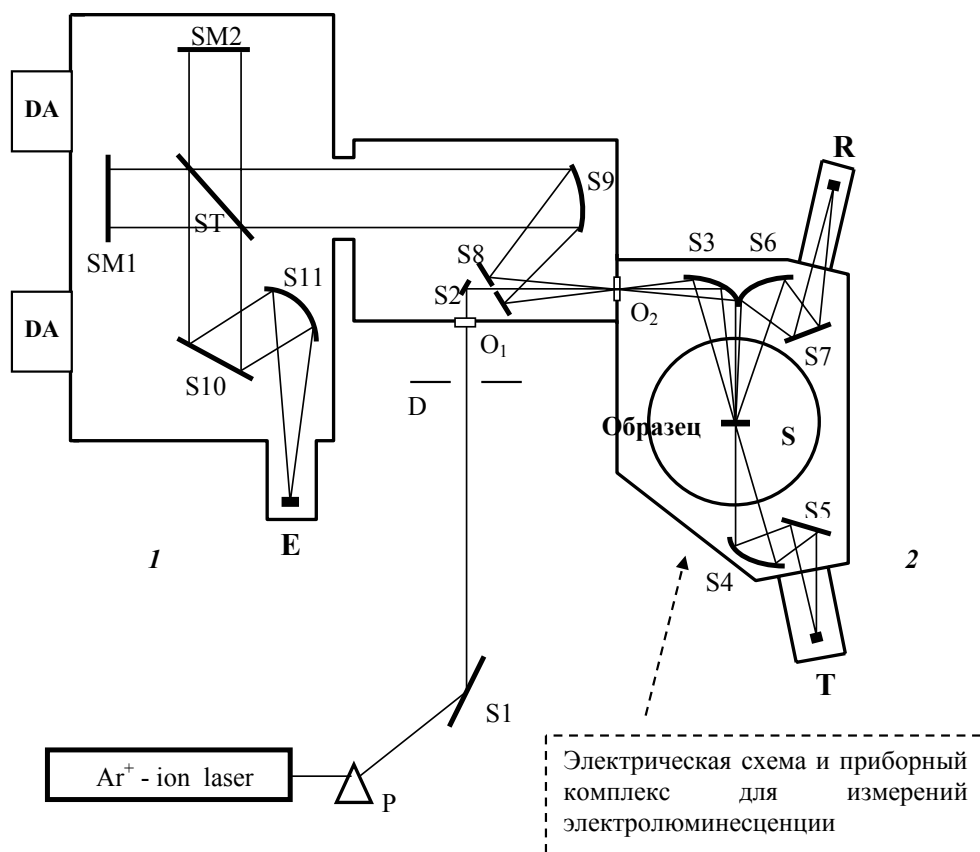 SM2
DA
R
S9
ST
S3
S6
S8
SM1
S11
S2
O2
O1
S7
DA
S10
D
Образец
S
S5
E
1
S4
2
T
S1
Электрическая схема и приборный
комплекс для измерений
электролюминесценции
Ar+ - ion laser
P